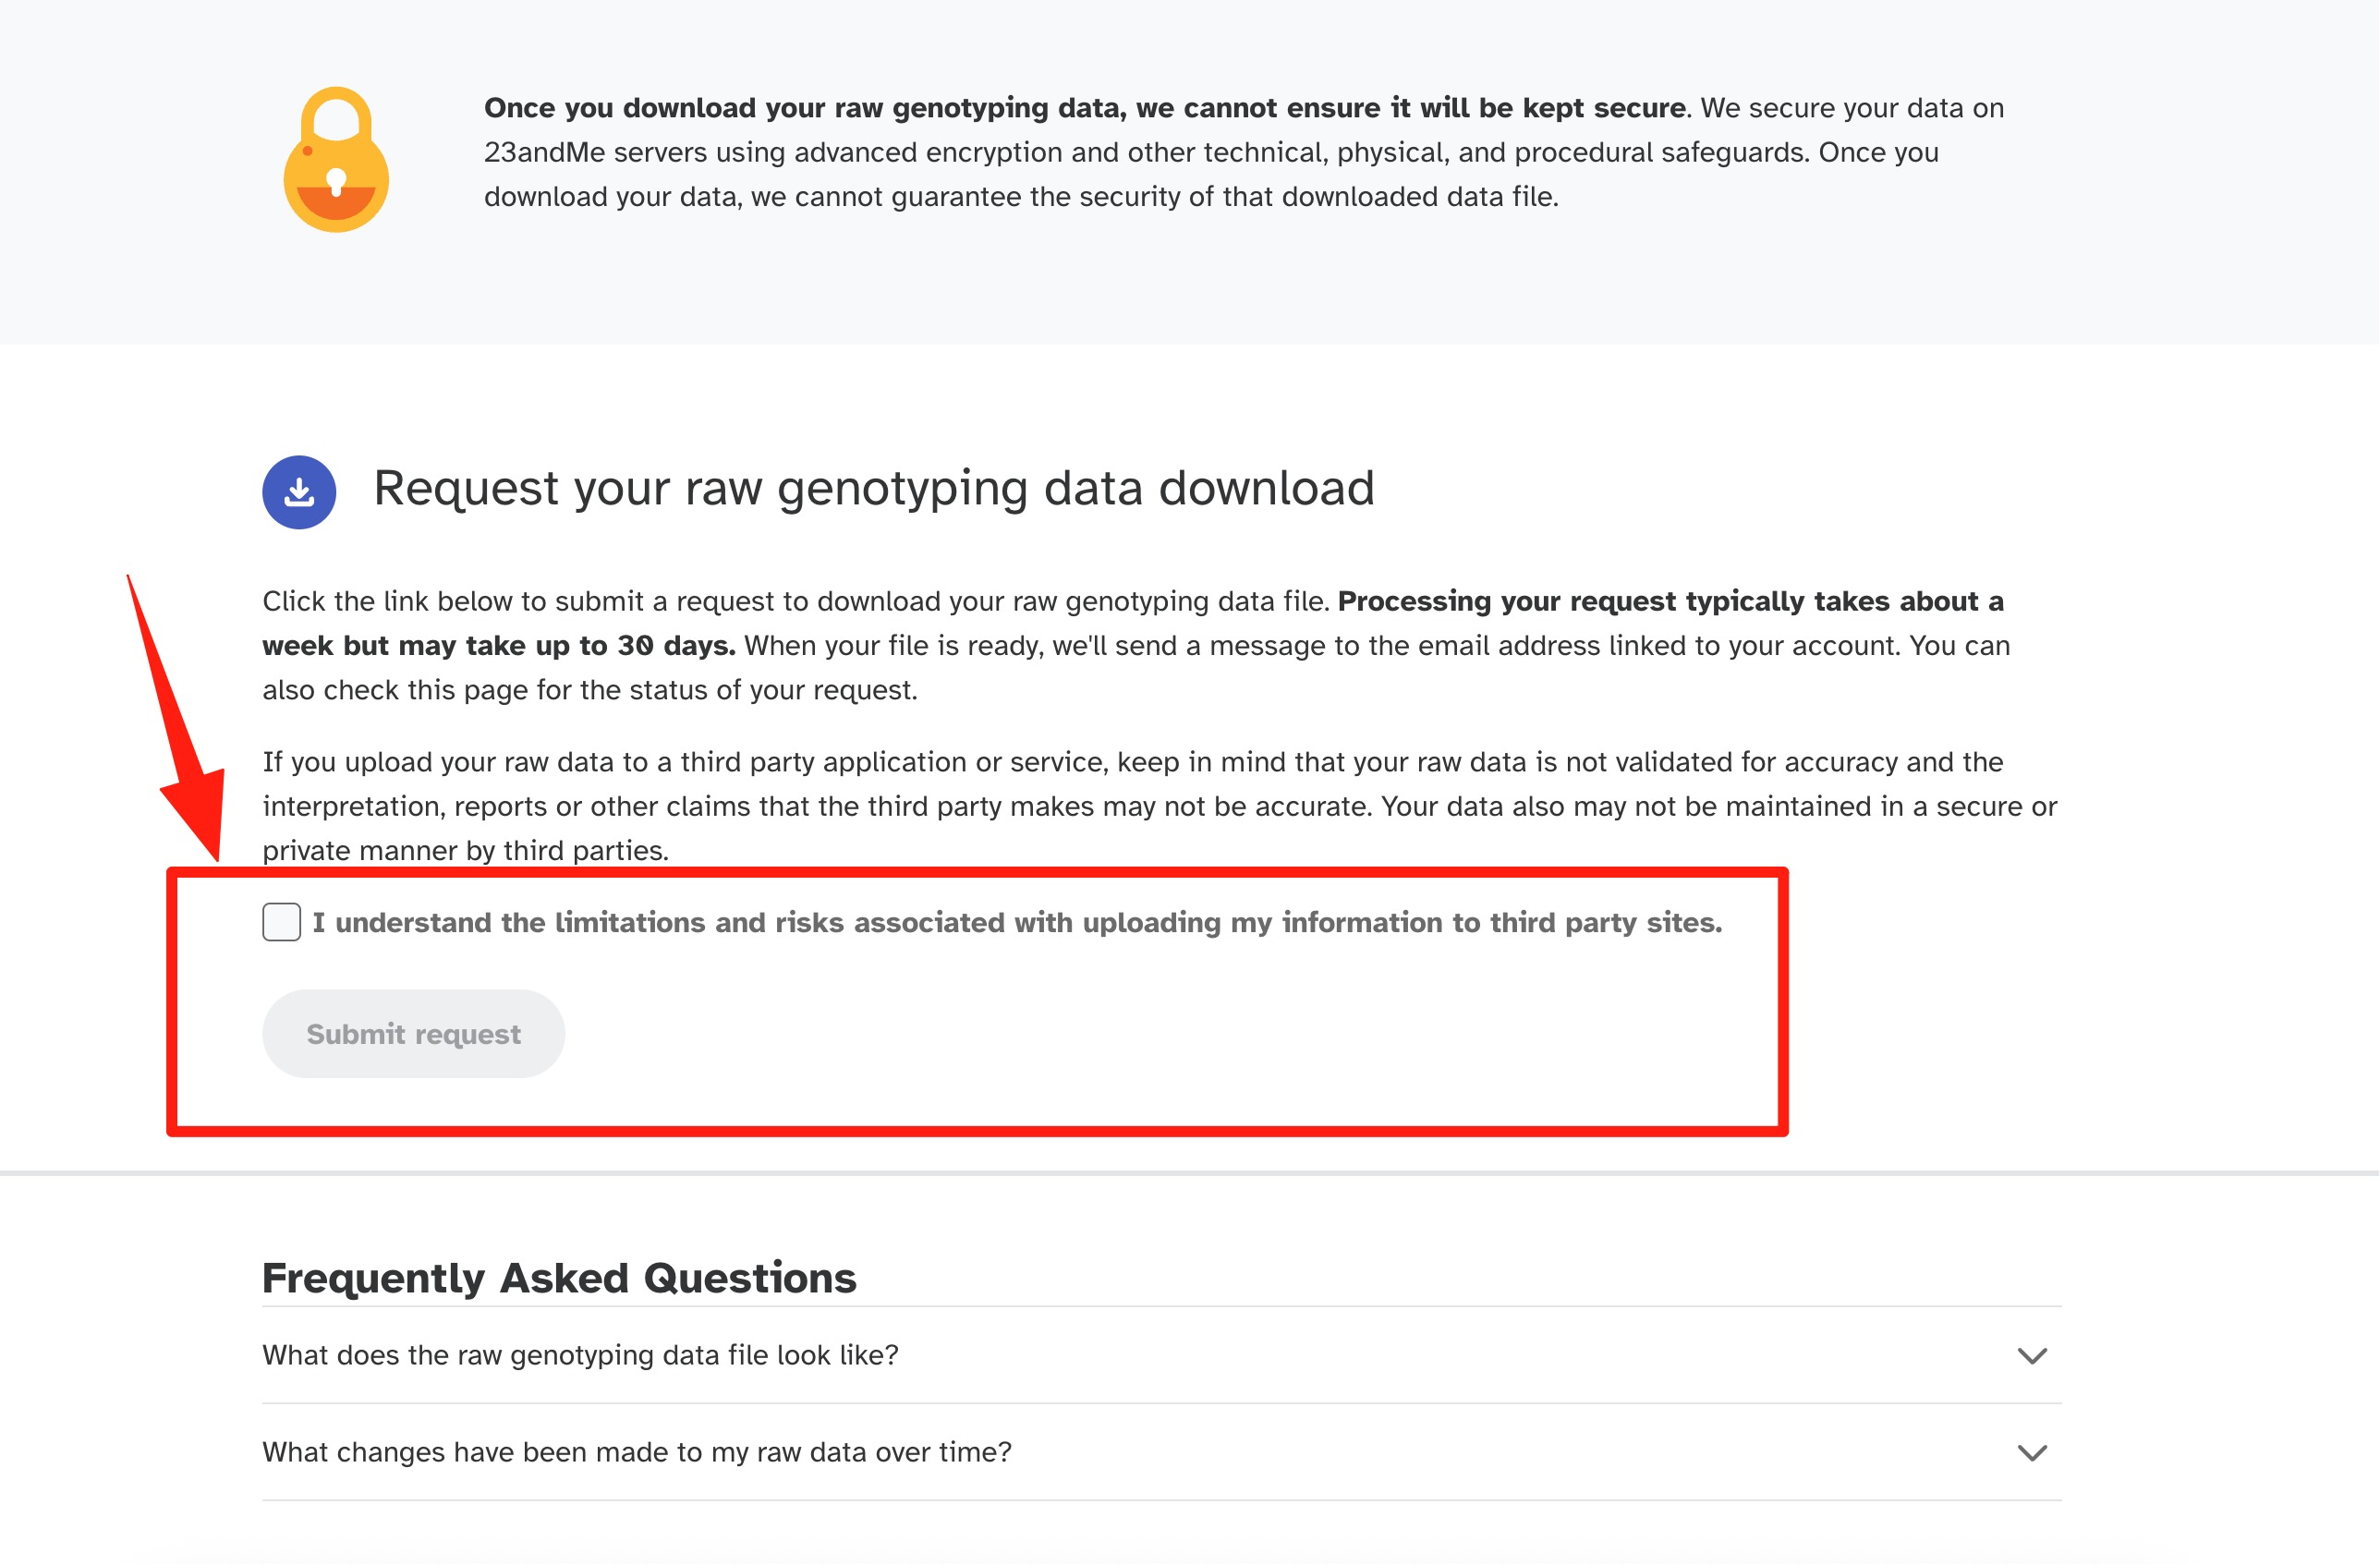 Once you download your raw genotyping data, we cannot ensure it will be kept secure. We secure your data on
23andMe servers using advanced encryption and other technical, physical, and procedural safeguards. Once you
download your data, we cannot guarantee the security of that downloaded data file.
Request your raw genotyping data download
Click the link below to submit a request to download your raw genotyping data file. Processing your request typically takes about a
week but may take up to 30 days. When your file is ready, we'll send a message to the email address linked to your account. You can
also check this page for the status of your request.
If you upload your raw data to a third party application or service, keep in mind that your raw data is not validated for accuracy and the
interpretation, reports or other claims that the third party makes may not be accurate. Your data also may not be maintained in a secure or
private manner by third parties.
I understand the limitations and risks associated with uploading my information to third party sites.
Submit request
Frequently Asked Questions
What does the raw genotyping data file look like?
What changes have been made to my raw data over time?